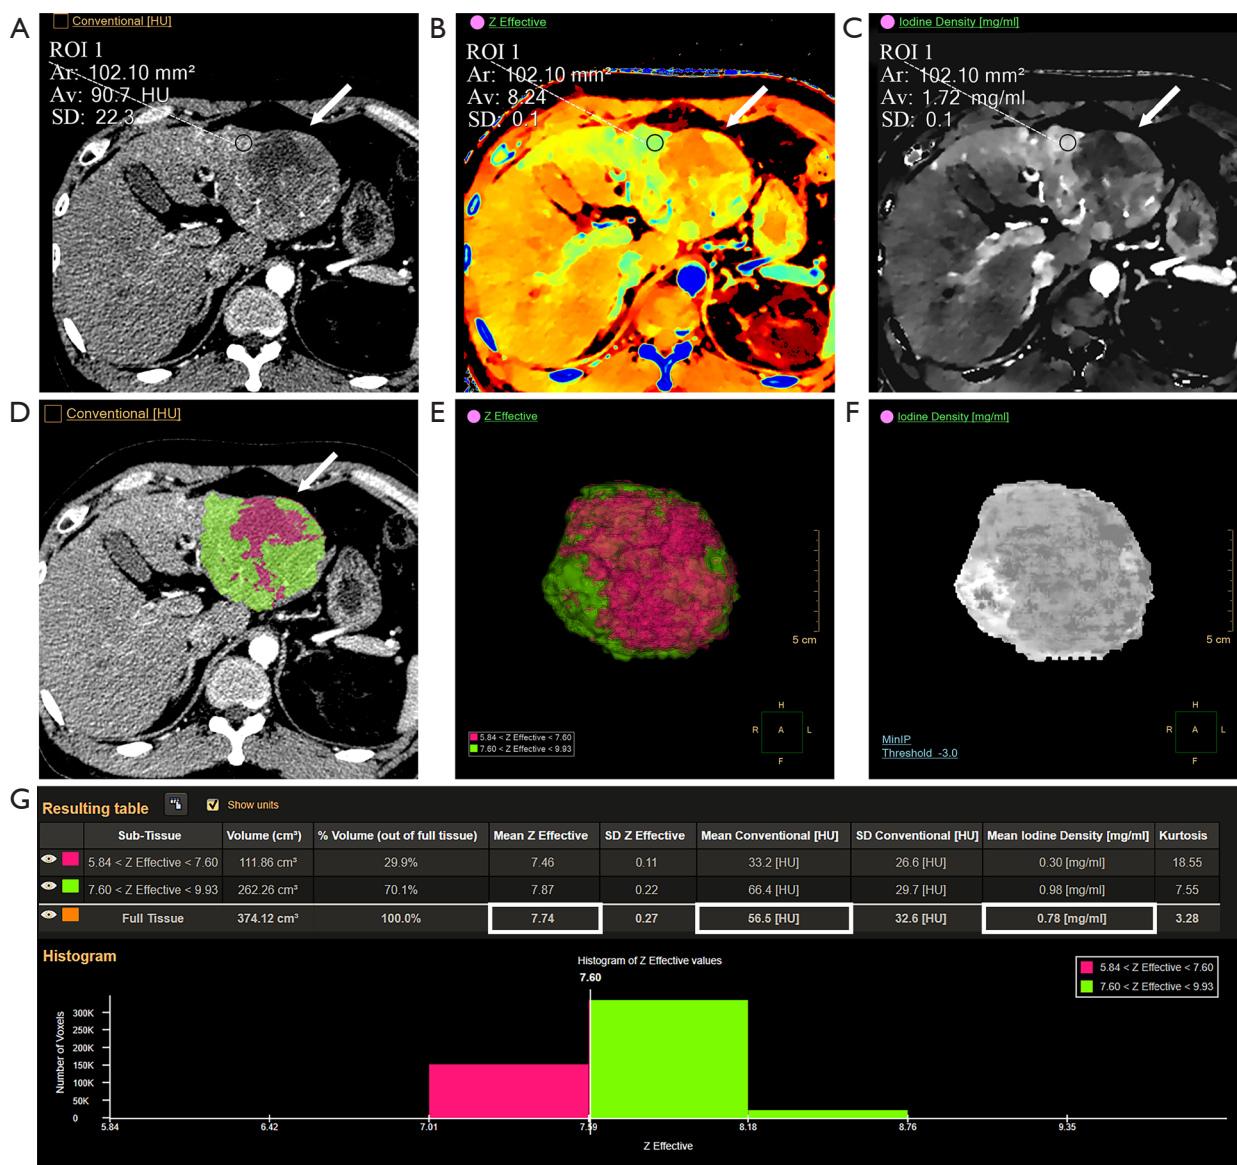 A
Conventional [HU]
ROI 1
Ar: 102.10 mm²
Av: 90.7 HU
SD: 22.3
B
Z Effective
ROI 1
Ar: 102.10 mm²
Av: 8.24
SD: 0.1
C
Iodine Density [mg/ml]
ROI 1
Ar: 102.10 mm²
Av: 1.72 mg/ml
SD: 0.1
D
Conventional [HU]
E
Z Effective
5 cm
H
R A L
F
5.84 < Z Effective < 7.60
7.60 < Z Effective < 9.93
F
Iodine Density [mg/ml]
5 cm
H
R A L
F
MinIP
Threshold -3.0
G
Resulting table
Show units
Sub-Tissue Volume (cm³) % Volume (out of full tissue) Mean Z Effective SD Z Effective Mean Conventional [HU] SD Conventional [HU] Mean Iodine Density [mg/ml] Kurtosis
5.84 < Z Effective < 7.60 111.86 cm³ 29.9% 7.46 0.11 33.2 [HU] 26.6 [HU] 0.30 [mg/ml] 18.55
7.60 < Z Effective < 9.93 262.26 cm³ 70.1% 7.87 0.22 66.4 [HU] 29.7 [HU] 0.98 [mg/ml] 7.55
Full Tissue 374.12 cm³ 100.0% 7.74 0.27 56.5 [HU] 32.6 [HU] 0.78 [mg/ml] 3.28
Histogram
Histogram of Z Effective values
7.60
5.84 < Z Effective < 7.60
7.60 < Z Effective < 9.93
Number of Voxels
300K
250K
200K
150K
100K
50K
0
5.84 6.42 7.01 7.59 8.18 8.76 9.35
Z Effective